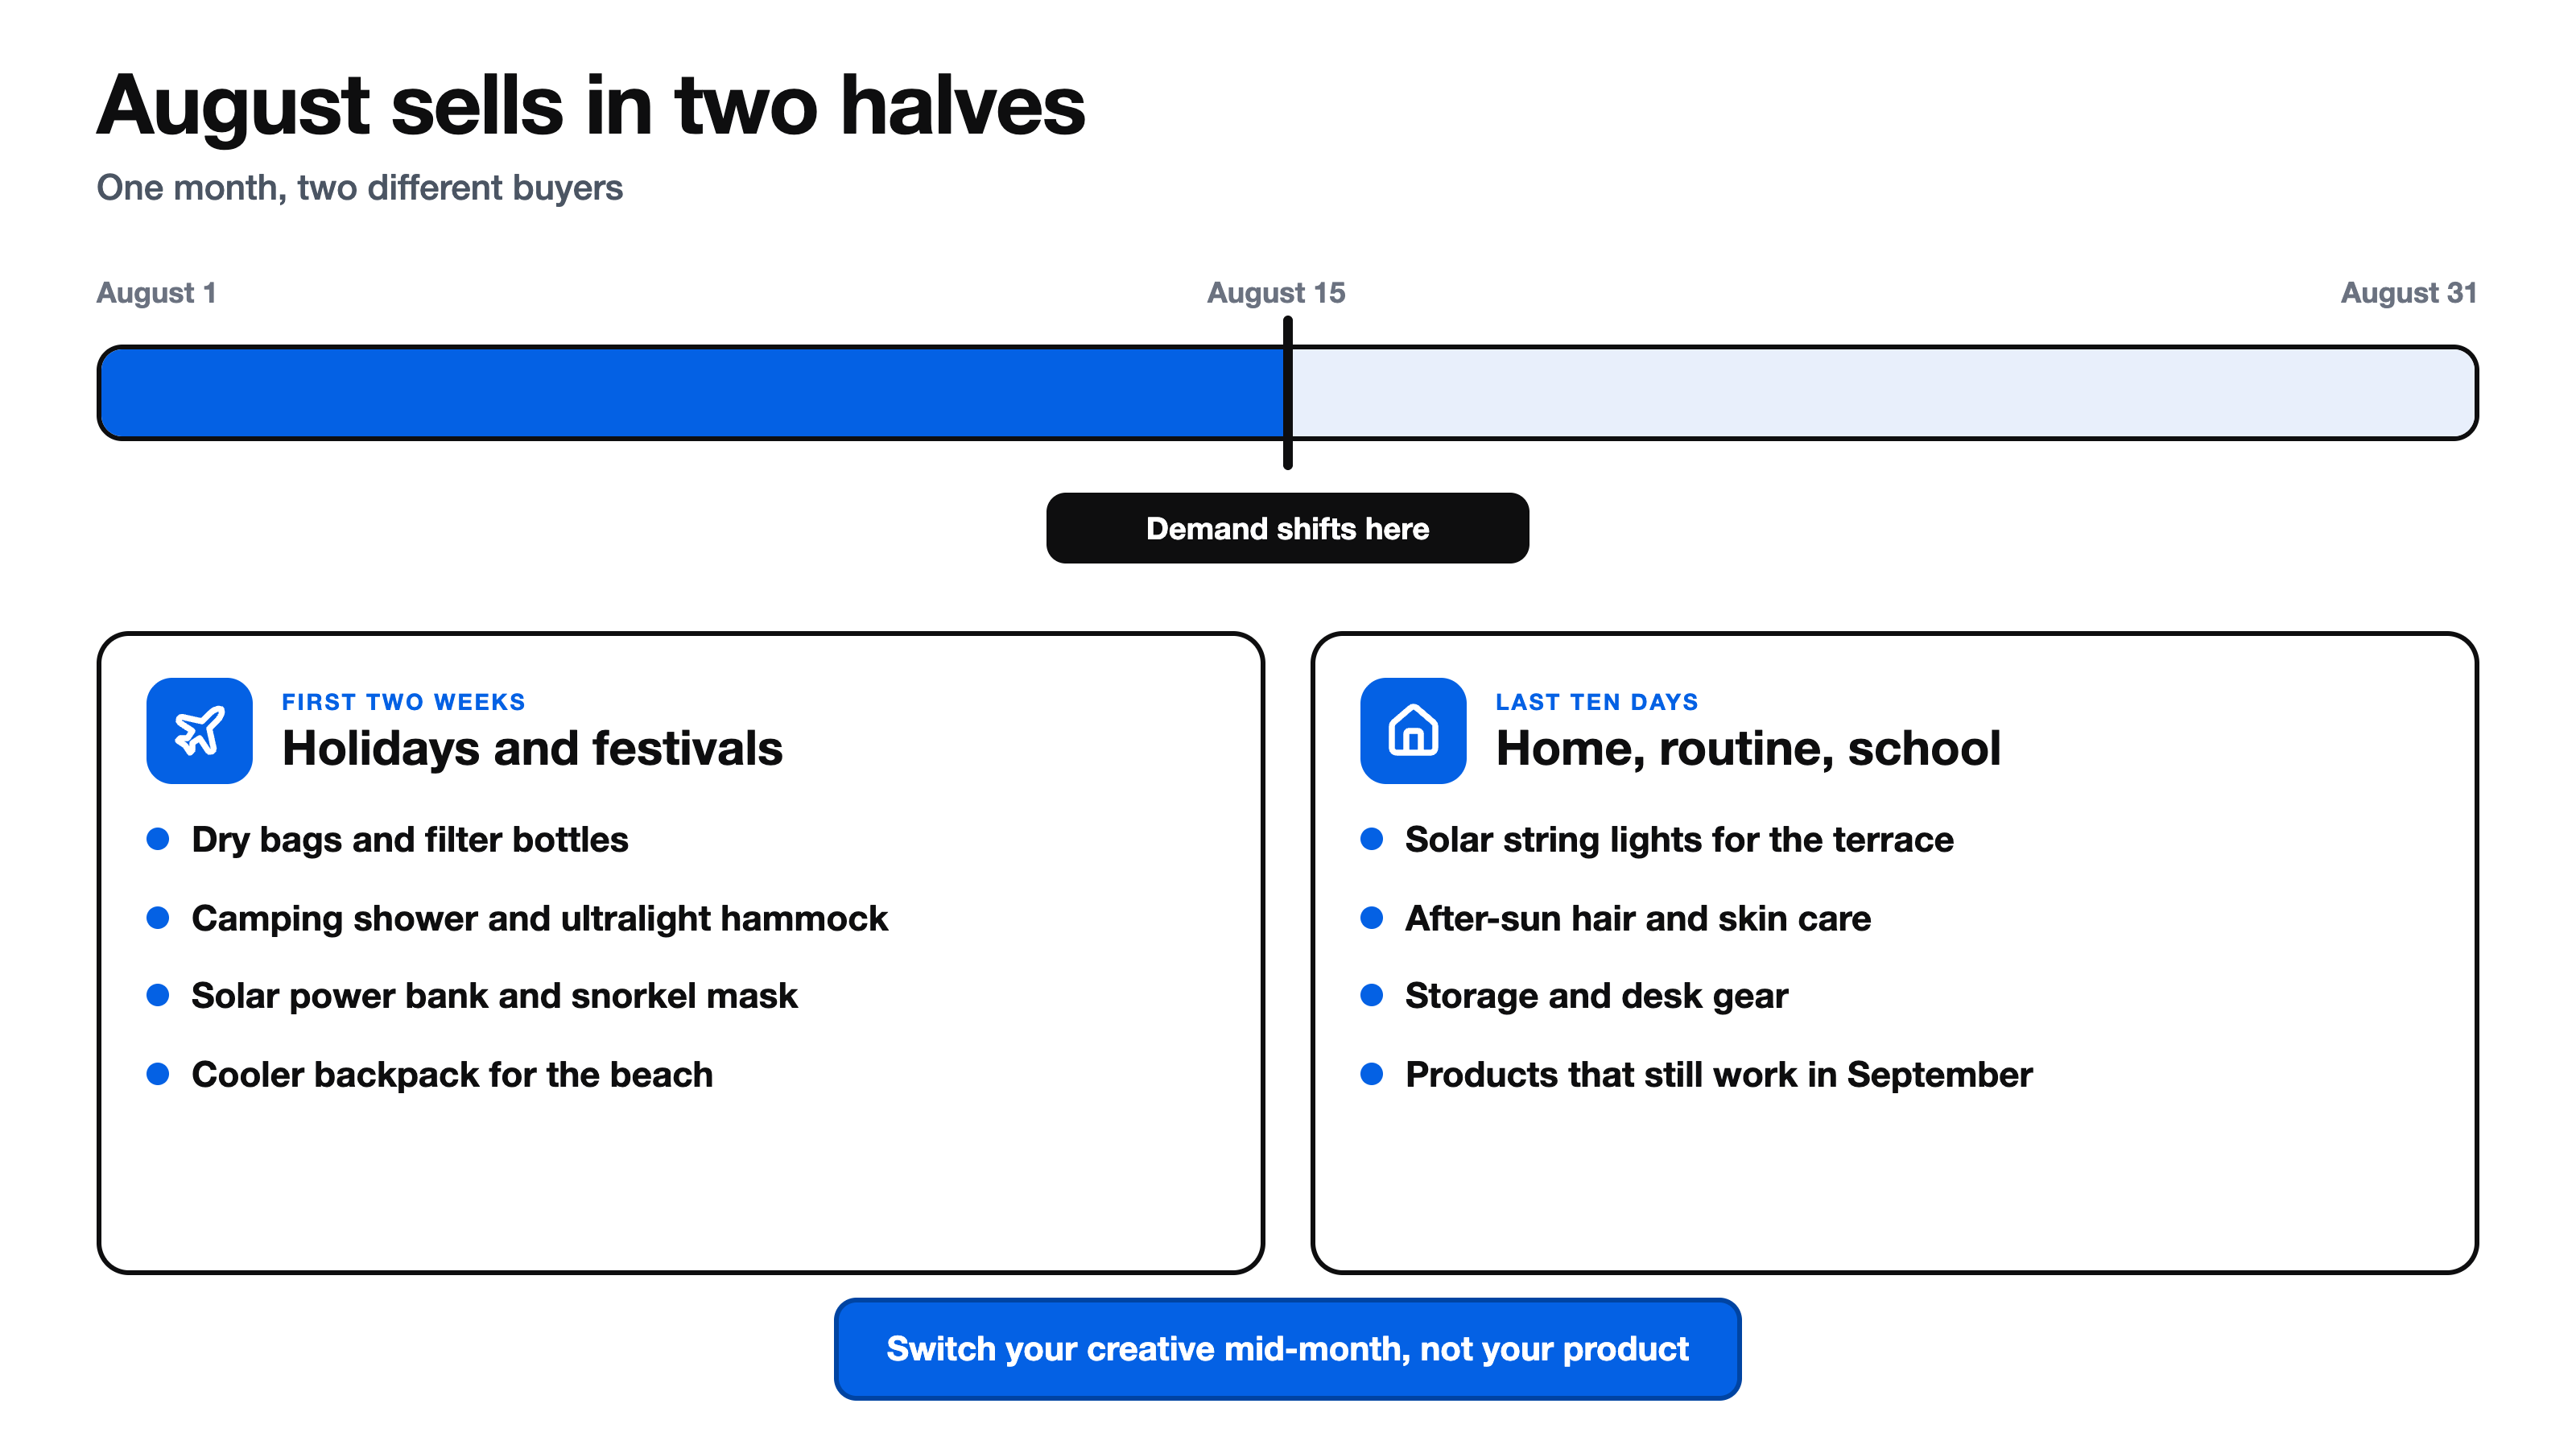 August sells in two halves
One month, two different buyers
August 1
August 15
August 31
Demand shifts here
FIRST TWO WEEKS
Holidays and festivals
Dry bags and filter bottles
Camping shower and ultralight hammock
Solar power bank and snorkel mask
Cooler backpack for the beach
LAST TEN DAYS
Home, routine, school
Solar string lights for the terrace
After-sun hair and skin care
Storage and desk gear
Products that still work in September
Switch your creative mid-month, not your product